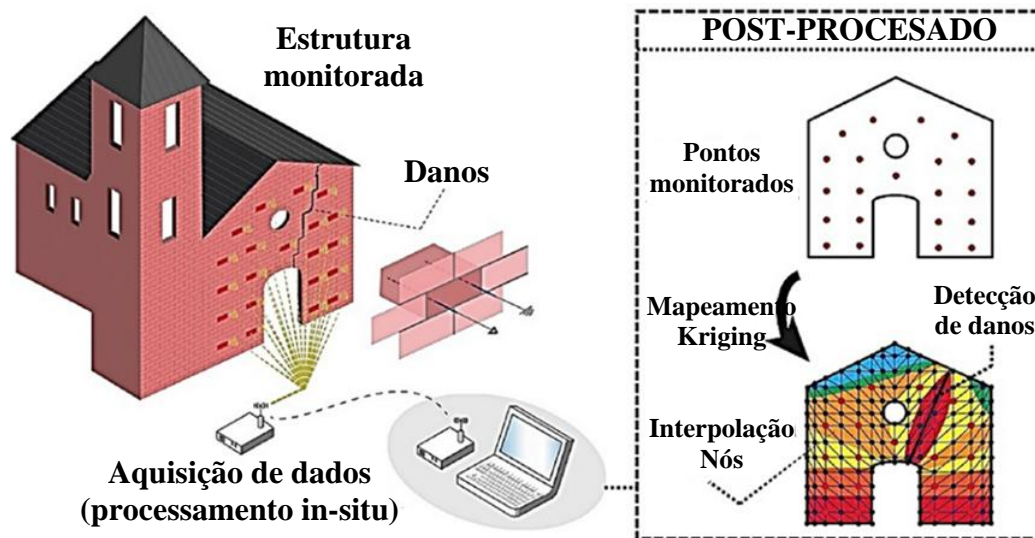 Estrutura
monitorada
Danos
Aquisição de dados
(processamento in-situ)
POST-PROCESADO
Pontos
monitorados
Mapeamento
Kriging
Detecção
de danos
Interpolação
Nós